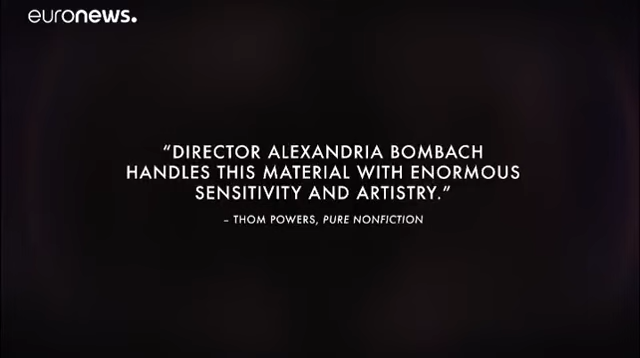 euronews.
“DIRECTOR ALEXANDRIA BOMBACH
HANDLES THIS MATERIAL WITH ENORMOUS
SENSITIVITY AND ARTISTRY.”
– THOM POWERS, PURE NONFICTION